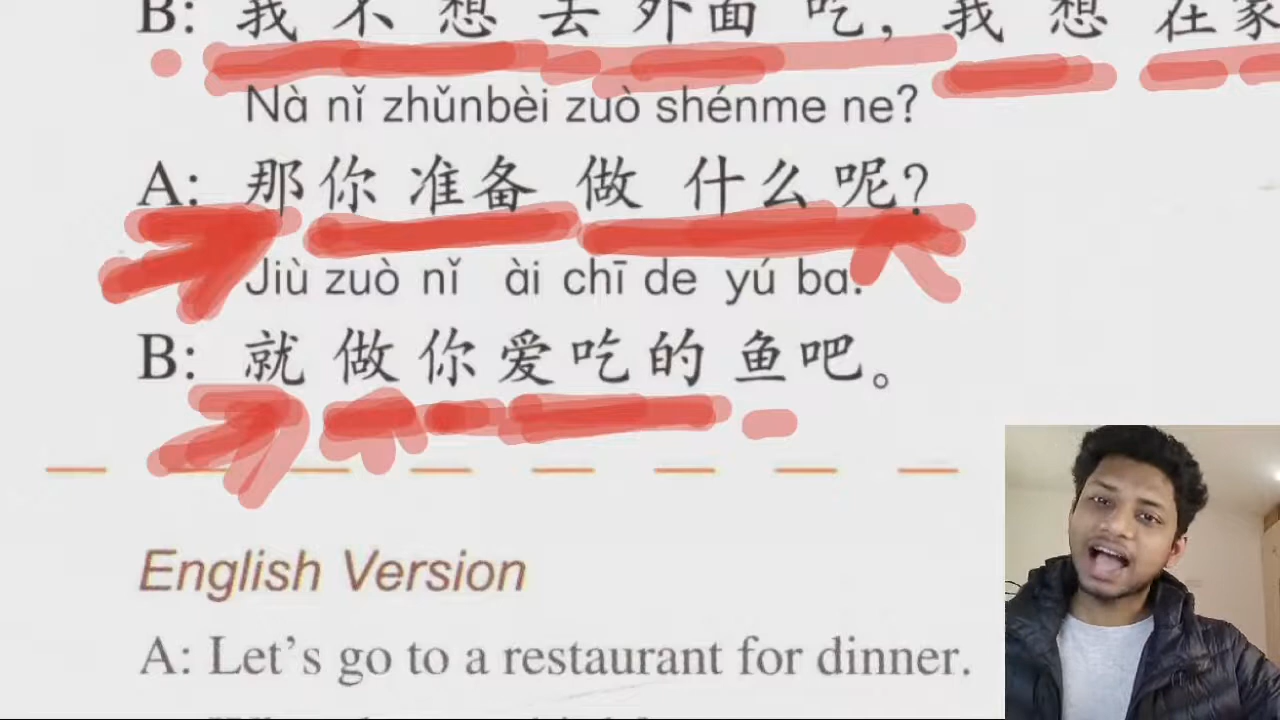 B: 我 不 想 去 外面 吃，我 想 在家
Nà nǐ zhǔnbèi zuò shénme ne?
A: 那你 准备 做 什么 呢？
Jiù zuò nǐ ài chī de yú ba.
B: 就 做 你 爱 吃 的 鱼 吧。
English Version
A: Let’s go to a restaurant for dinner.